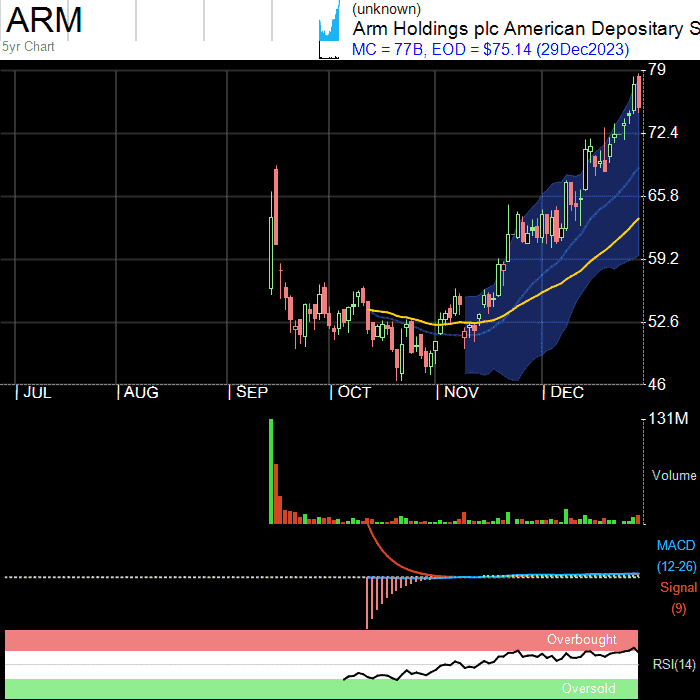 ARM
5yr Chart
(unknown)
Arm Holdings plc American Depositary S
MC = 77B, EOD = $75.14 (29Dec2023)
79
72.4
65.8
59.2
52.6
46
JUL AUG SEP OCT NOV DEC
131M
Volume
MACD
(12-26)
Signal
(9)
Overbought
RSI(14)
Oversold